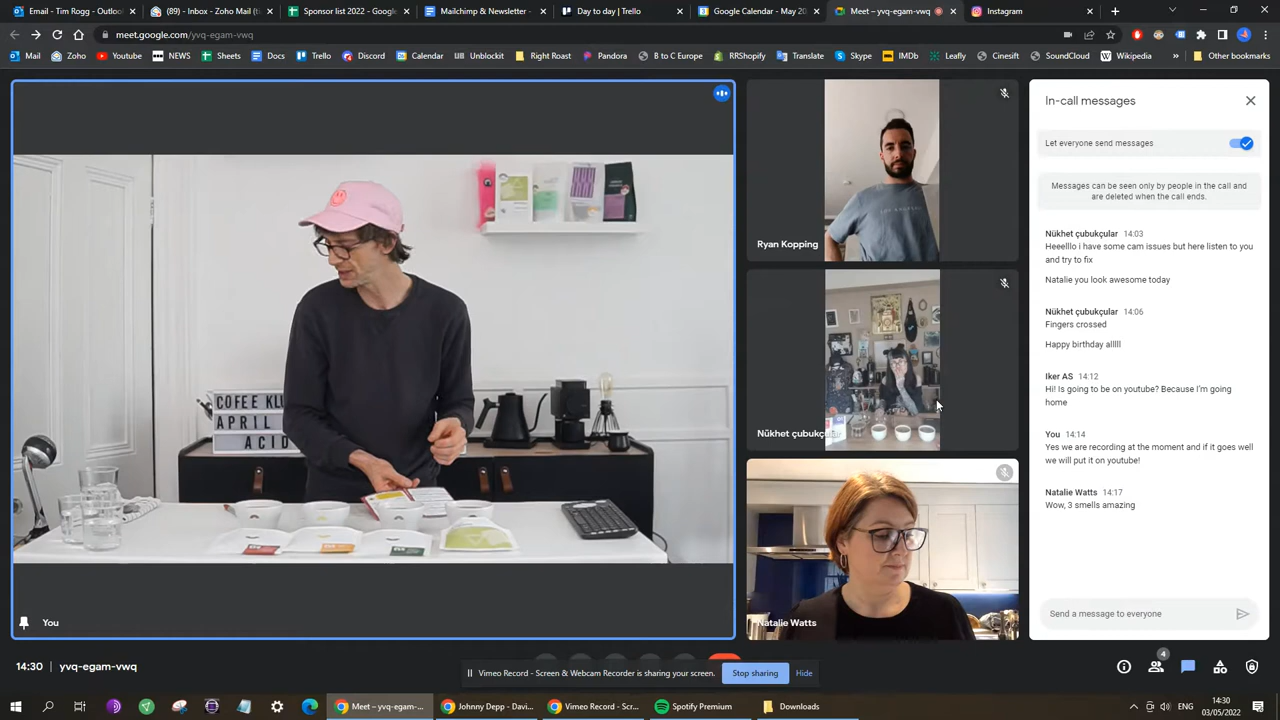 Email - Tim Rogg - Outloo
(89) - Inbox - Zoho Mail (ti
Sponsor list 2022 - Google S
Mailchimp & Newsletter -
Day to day | Trello
Google Calendar - May 20
Meet – yvq-egam-vwq
Instagram
meet.google.com/yvq-egam-vwq
Mail
Zoho
Youtube
NEWS
Sheets
Docs
Trello
Discord
Calendar
Unblockit
Right Roast
Pandora
B to C Europe
RRShopify
Translate
Skype
IMDb
Leafly
Cinesift
SoundCloud
Wikipedia
»
Other bookmarks
COFEE KLU
APRIL
ACID
You
Ryan Kopping
Nükhet çubukçular
Natalie Watts
In-call messages
Let everyone send messages
Messages can be seen only by people in the call and
are deleted when the call ends.
Nükhet çubukçular 14:03
Heeelllo i have some cam issues but here listen to you
and try to fix
Natalie you look awesome today
Nükhet çubukçular 14:06
Fingers crossed
Happy birthday alllll
Iker AS 14:12
Hi! Is going to be on youtube? Because I'm going
home
You 14:14
Yes we are recording at the moment and if it goes well
we will put it on youtube!
Natalie Watts 14:17
Wow, 3 smells amazing
Send a message to everyone
14:30 | yvq-egam-vwq
Vimeo Record - Screen & Webcam Recorder is sharing your screen.
Stop sharing
Hide
4
Meet – yvq-egam-...
Johnny Depp - Davi...
Vimeo Record - Scr...
Spotify Premium
Downloads
14:30
03/05/2022